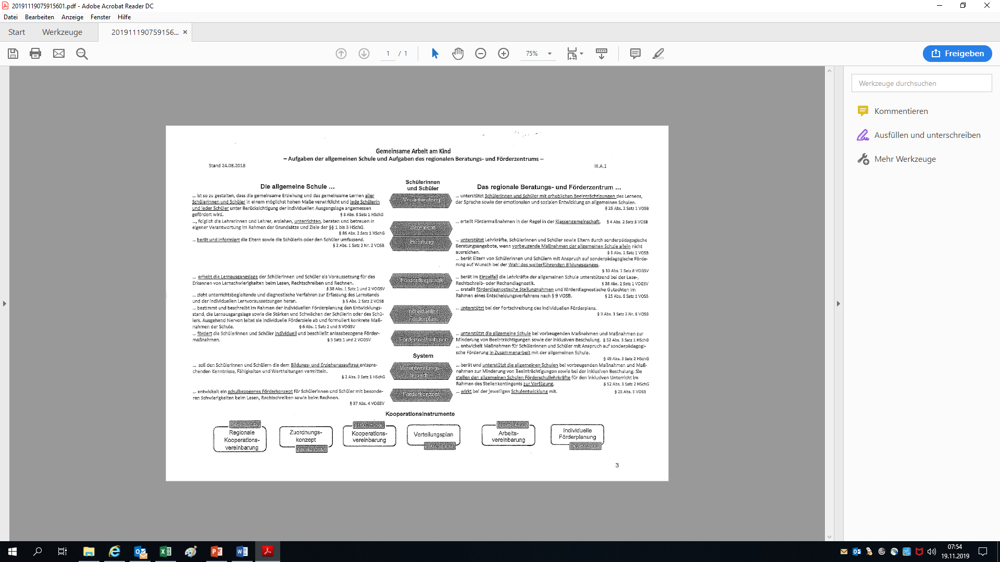 20191119075915601.pdf - Adobe Acrobat Reader DC
Datei Bearbeiten Anzeige Fenster Hilfe
Start Werkzeuge 201911190759156...
1 / 1 75% Freigeben
Werkzeuge durchsuchen
Kommentieren
Ausfüllen und unterschreiben
Mehr Werkzeuge
Gemeinsame Arbeit am Kind
– Aufgaben der allgemeinen Schule und Aufgaben des regionalen Beratungs- und Förderzentrums –
Stand 24.08.2018
III.A.1
Die allgemeine Schule ...
... ist so zu gestalten, dass die gemeinsame Erziehung und das gemeinsame Lernen aller
Schülerinnen und Schüler in einem möglichst hohen Maße verwirklicht und jede Schülerin
und jeder Schüler unter Berücksichtigung der individuellen Ausgangslage angemessen
gefördert wird. § 3 Abs. 6 Satz 1 HSchG
..., folglich die Lehrerinnen und Lehrer, erziehen, unterrichten, beraten und betreuen in
eigener Verantwortung im Rahmen der Grundsätze und Ziele der §§ 1 bis 3 HSchG.
§ 86 Abs. 2 Satz 1 HSchG
... berät und informiert die Eltern sowie die Schülerin oder den Schüler umfassend.
§ 2 Abs. 1 Satz 2 Nr. 2 VOSB
... erhebt die Lernausgangslage der Schülerinnen und Schüler als Voraussetzung für das
Erkennen von Lernschwierigkeiten beim Lesen, Rechtschreiben und Rechnen.
§ 38 Abs. 1 Satz 1 und 2 VOGSV
... zieht unterrichtsbegleitende und diagnostische Verfahren zur Erfassung des Lernstands
und der individuellen Lernvoraussetzungen heran. § 5 Abs. 2 Satz 2 VOSB
... bestimmt und beschreibt im Rahmen der individuellen Förderplanung den Entwicklungs-
stand, die Lernausgangslage sowie die Stärken und Schwächen der Schülerin oder des Schü-
lers. Ausgehend hiervon leitet sie individuelle Förderziele ab und formuliert konkrete Maß-
nahmen der Schule. § 6 Abs. 1 Satz 2 und 3 VOGSV
... fördert die Schülerinnen und Schüler individuell und beschließt anlassbezogene Förder-
maßnahmen. § 5 Satz 1 und 2 VOGSV
... soll den Schülerinnen und Schülern die dem Bildungs- und Erziehungsauftrag entspre-
chenden Kenntnisse, Fähigkeiten und Werthaltungen vermitteln.
§ 2 Abs. 3 Satz 1 HSchG
... entwickelt ein schulbezogenes Förderkonzept für Schülerinnen und Schüler mit besonde-
ren Schwierigkeiten beim Lesen, Rechtschreiben sowie beim Rechnen.
§ 37 Abs. 4 VOGSV
Schülerinnen
und Schüler
Verantwortung
Unterricht
Beratung
Förderdiagnostik
Individueller
Förderplan
Fördermaßnahmen
System
Verantwortungs-
bereiche
Förderkonzept
Das regionale Beratungs- und Förderzentrum ...
... unterstützt Schülerinnen und Schüler mit erheblichen Beeinträchtigungen des Lernens,
der Sprache sowie der emotionalen und sozialen Entwicklung an allgemeinen Schulen.
§ 25 Abs. 2 Satz 1 VOSB
... erteilt Fördermaßnahmen in der Regel in der Klassengemeinschaft. § 4 Abs. 2 Satz 3 VOSB
... unterstützt Lehrkräfte, Schülerinnen und Schüler sowie Eltern durch sonderpädagogische
Beratungsangebote, wenn vorbeugende Maßnahmen der allgemeinen Schule allein nicht
ausreichen. § 3 Abs. 1 Satz 1 VOSB
... berät Eltern von Schülerinnen und Schülern mit Anspruch auf sonderpädagogische Förde-
rung auf Wunsch bei der Wahl des weiterführenden Bildungsganges.
§ 10 Abs. 1 Satz 8 VOGSV
... berät im Einzelfall die Lehrkräfte der allgemeinen Schule unterstützend bei der Lese-,
Rechtschreib- oder Rechendiagnostik. § 38 Abs. 2 Satz 1 VOGSV
... erstellt förderdiagnostische Stellungnahmen und förderdiagnostische Gutachten im
Rahmen eines Entscheidungsverfahrens nach § 9 VOSB. § 25 Abs. 6 Satz 1 VOSB
... unterstützt bei der Fortschreibung des individuellen Förderplans.
§ 3 Abs. 1 Satz 2 Nr. 8 VOSB
... unterstützt die allgemeine Schule bei vorbeugenden Maßnahmen und Maßnahmen zur
Minderung von Beeinträchtigungen sowie der inklusiven Beschulung. § 52 Abs. 3 Satz 1 HSchG
... entwickelt Maßnahmen für Schülerinnen und Schüler mit Anspruch auf sonderpädagogi-
sche Förderung in Zusammenarbeit mit der allgemeinen Schule.
§ 49 Abs. 3 Satz 2 HSchG
... berät und unterstützt die allgemeinen Schulen bei vorbeugenden Maßnahmen und Maß-
nahmen zur Minderung von Beeinträchtigungen sowie bei der inklusiven Beschulung. Sie
stellen den allgemeinen Schulen Förderschullehrkräfte für den inklusiven Unterricht im
Rahmen des Stellenkontingents zur Verfügung. § 52 Abs. 3 Satz 2 HSchG
... wirkt bei der jeweiligen Schulentwicklung mit. § 25 Abs. 5 VOSB
Kooperationsinstrumente
Regionale
Kooperations-
vereinbarung
Zuordnungs-
konzept
Kooperations-
vereinbarung
Verteilungsplan
Arbeits-
vereinbarung
Individuelle
Förderplanung
3
07:54
19.11.2019